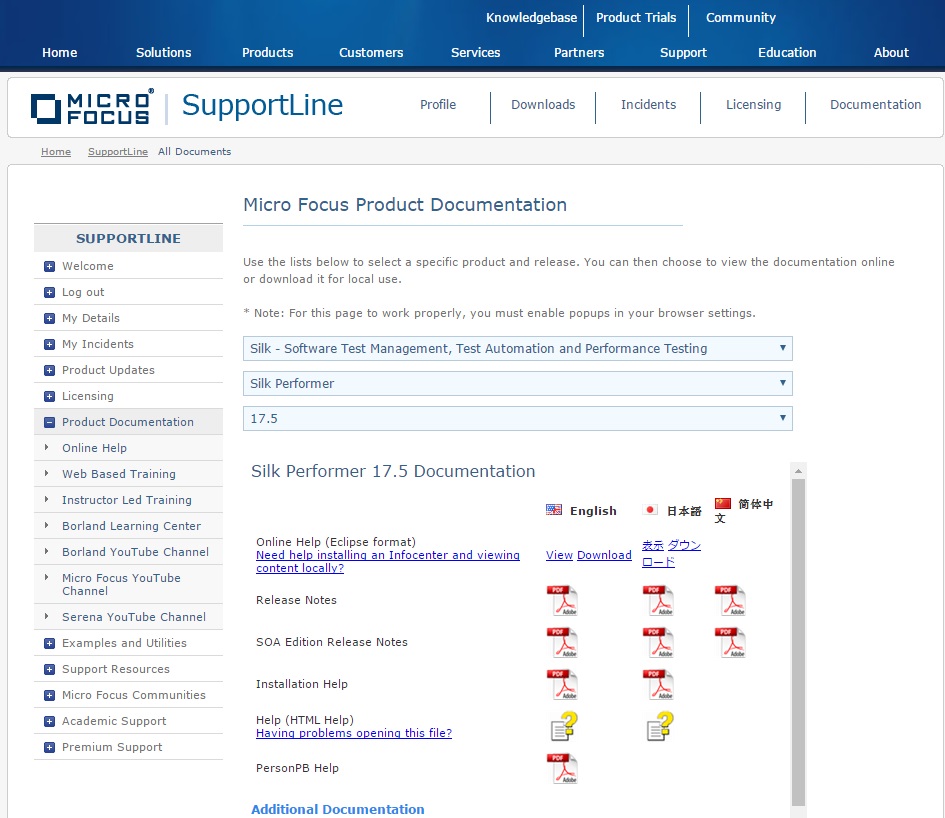 Knowledgebase Product Trials Community
Home Solutions Products Customers Services Partners Support Education About
MICRO FOCUS® SupportLine Profile Downloads Incidents Licensing Documentation
Home SupportLine All Documents
Micro Focus Product Documentation
SUPPORTLINE
Welcome
Log out
My Details
My Incidents
Product Updates
Licensing
Product Documentation
Online Help
Web Based Training
Instructor Led Training
Borland Learning Center
Borland YouTube Channel
Micro Focus YouTube
Channel
Serena YouTube Channel
Examples and Utilities
Support Resources
Micro Focus Communities
Academic Support
Premium Support
Use the lists below to select a specific product and release. You can then choose to view the documentation online
or download it for local use.
* Note: For this page to work properly, you must enable popups in your browser settings.
Silk - Software Test Management, Test Automation and Performance Testing
Silk Performer
17.5
Silk Performer 17.5 Documentation
English 日本語 简体中
文
Online Help (Eclipse format)
Need help installing an Infocenter and viewing
content locally?
View Download
表示 ダウン
ロード
Release Notes
PDF Adobe PDF Adobe PDF Adobe
SOA Edition Release Notes
PDF Adobe PDF Adobe PDF Adobe
Installation Help
PDF Adobe PDF Adobe
Help (HTML Help)
Having problems opening this file?
? ?
PersonPB Help
PDF Adobe
Additional Documentation